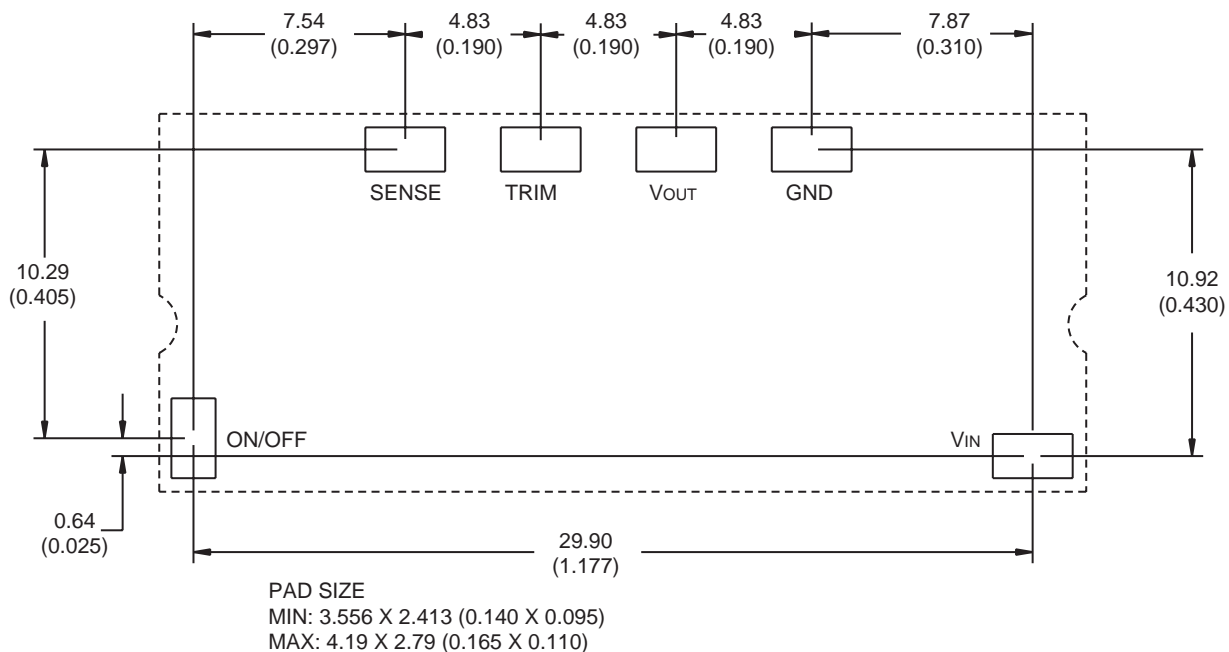 7.54 4.83 4.83 4.83 7.87
(0.297) (0.190) (0.190) (0.190) (0.310)
SENSE TRIM VOUT GND
10.29
(0.405)
10.92
(0.430)
ON/OFF VIN
0.64
(0.025)
29.90
(1.177)
PAD SIZE
MIN: 3.556 X 2.413 (0.140 X 0.095)
MAX: 4.19 X 2.79 (0.165 X 0.110)